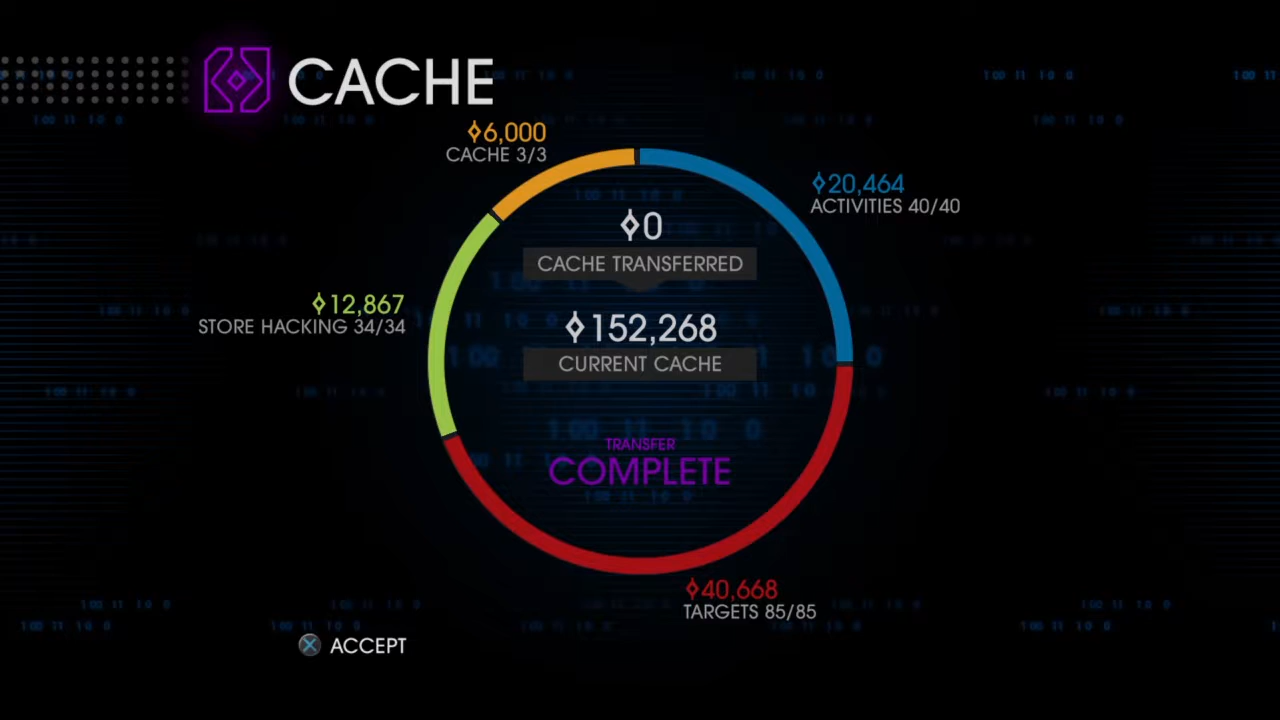 CACHE
6,000
CACHE 3/3
20,464
ACTIVITIES 40/40
0
CACHE TRANSFERRED
12,867
STORE HACKING 34/34
152,268
CURRENT CACHE
TRANSFER
COMPLETE
40,668
TARGETS 85/85
ACCEPT